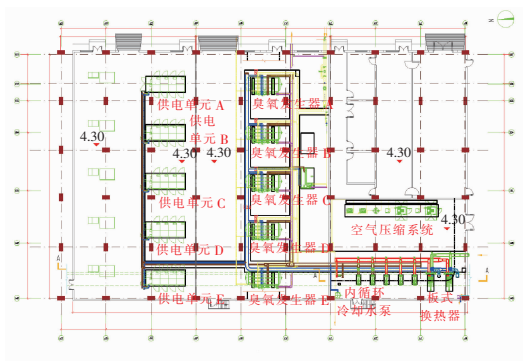 N
供电单元 A
臭氧发生器 A
供电
单元 B
4.30
4.30
4.30
臭氧发生器 B
4.30
供电单元 C
臭氧发生器 C
4.30
空气压缩系统
供电单元 D
臭氧发生器 D
A
A
供电单元 E
臭氧发生器 E
内循环
冷却水泵
板式
换热器